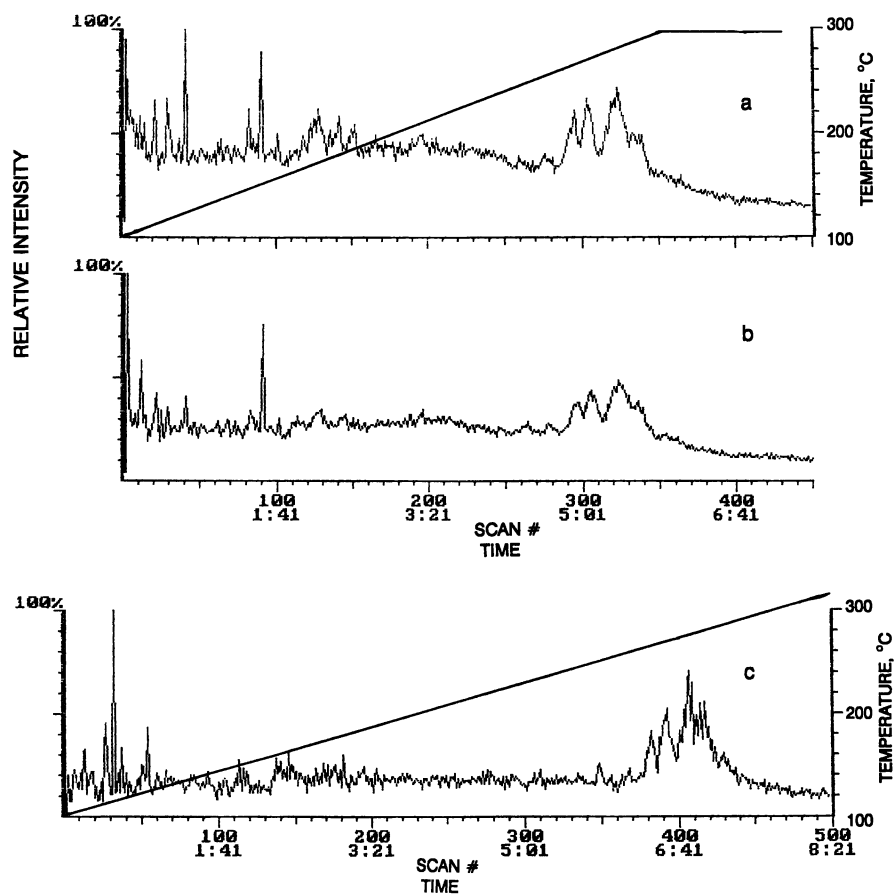 RELATIVE INTENSITY
100%
300
200
100
TEMPERATURE, °C
a
100%
b
100 200 300 400
1:41 3:21 5:01 6:41
SCAN #
TIME
100%
300
200
100
TEMPERATURE, °C
c
100 200 300 400 500
1:41 3:21 5:01 6:41 8:21
SCAN #
TIME